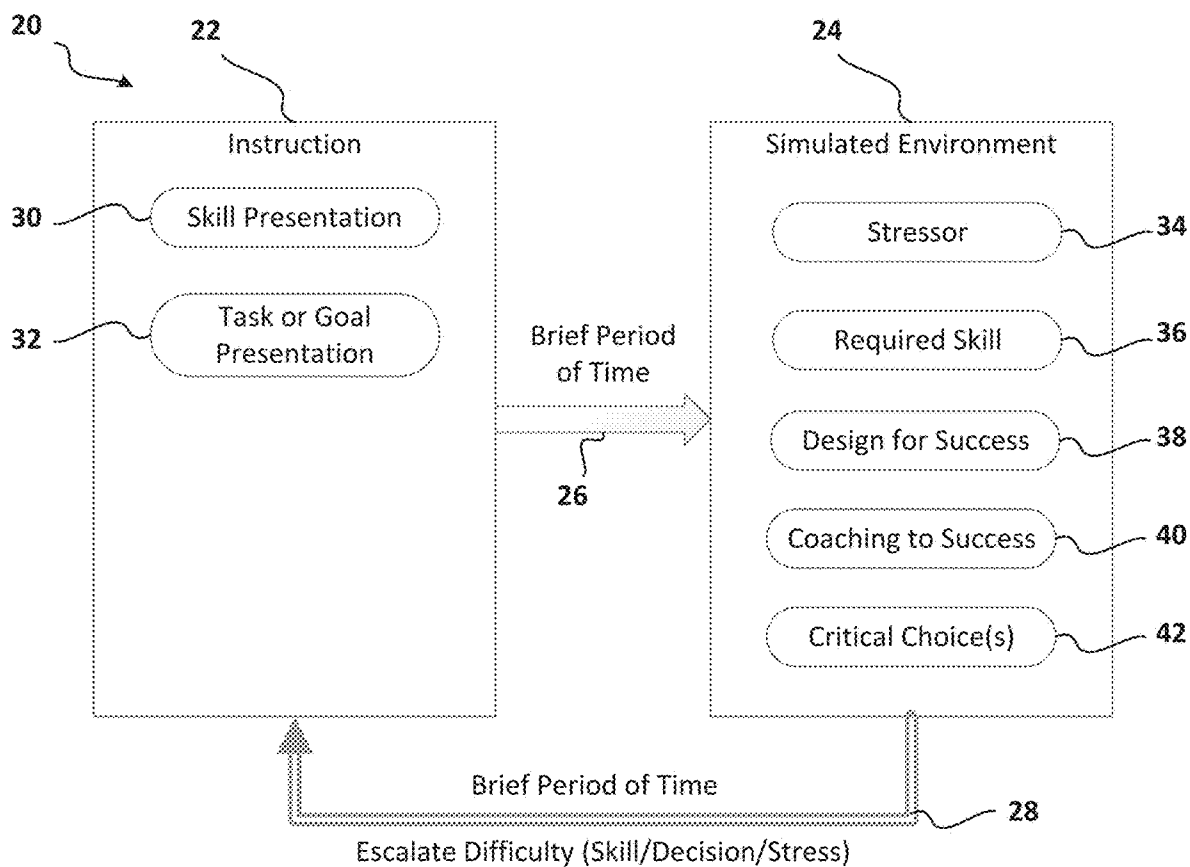 20
22
24
Instruction
Simulated Environment
30
Skill Presentation
Stressor
34
32
Task or Goal
Presentation
Brief Period
of Time
Required Skill
36
26
Design for Success
38
Coaching to Success
40
Critical Choice(s)
42
Brief Period of Time
28
Escalate Difficulty (Skill/Decision/Stress)